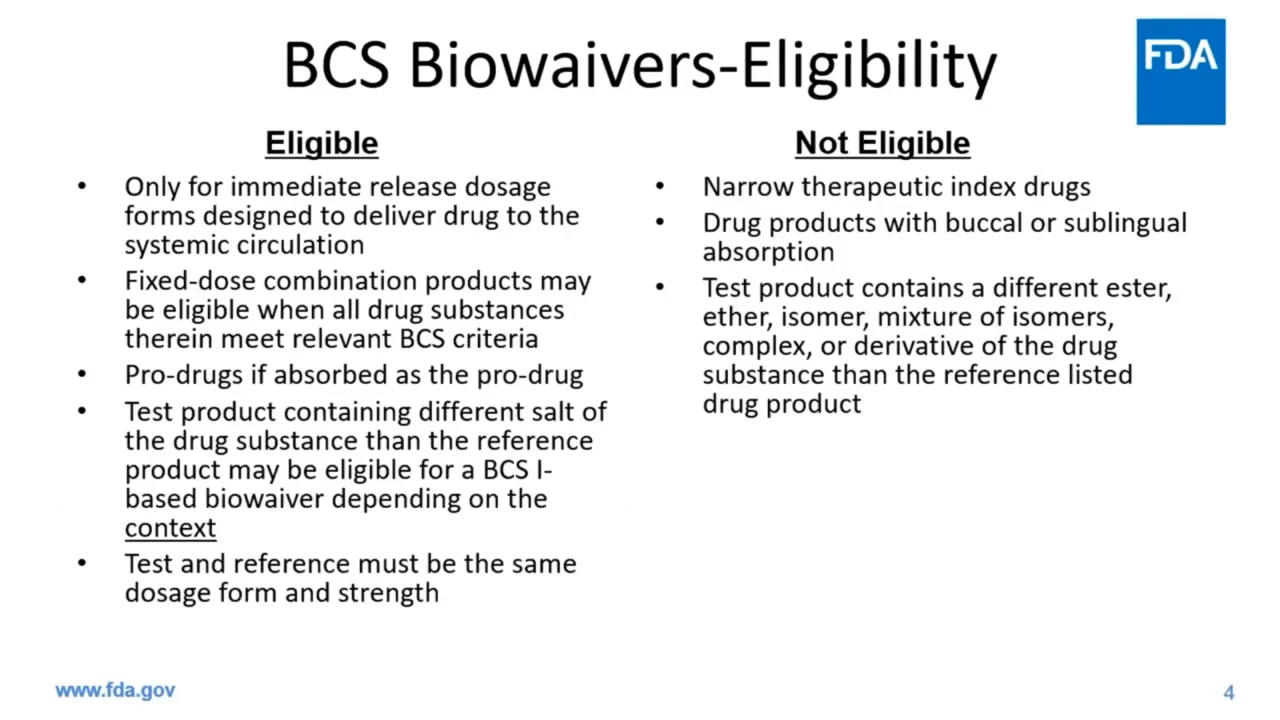 BCS Biowaivers-Eligibility
FDA
Eligible
• Only for immediate release dosage
forms designed to deliver drug to the
systemic circulation
• Fixed-dose combination products may
be eligible when all drug substances
therein meet relevant BCS criteria
• Pro-drugs if absorbed as the pro-drug
• Test product containing different salt of
the drug substance than the reference
product may be eligible for a BCS I-
based biowaiver depending on the
context
• Test and reference must be the same
dosage form and strength
Not Eligible
• Narrow therapeutic index drugs
• Drug products with buccal or sublingual
absorption
• Test product contains a different ester,
ether, isomer, mixture of isomers,
complex, or derivative of the drug
substance than the reference listed
drug product
www.fda.gov
4